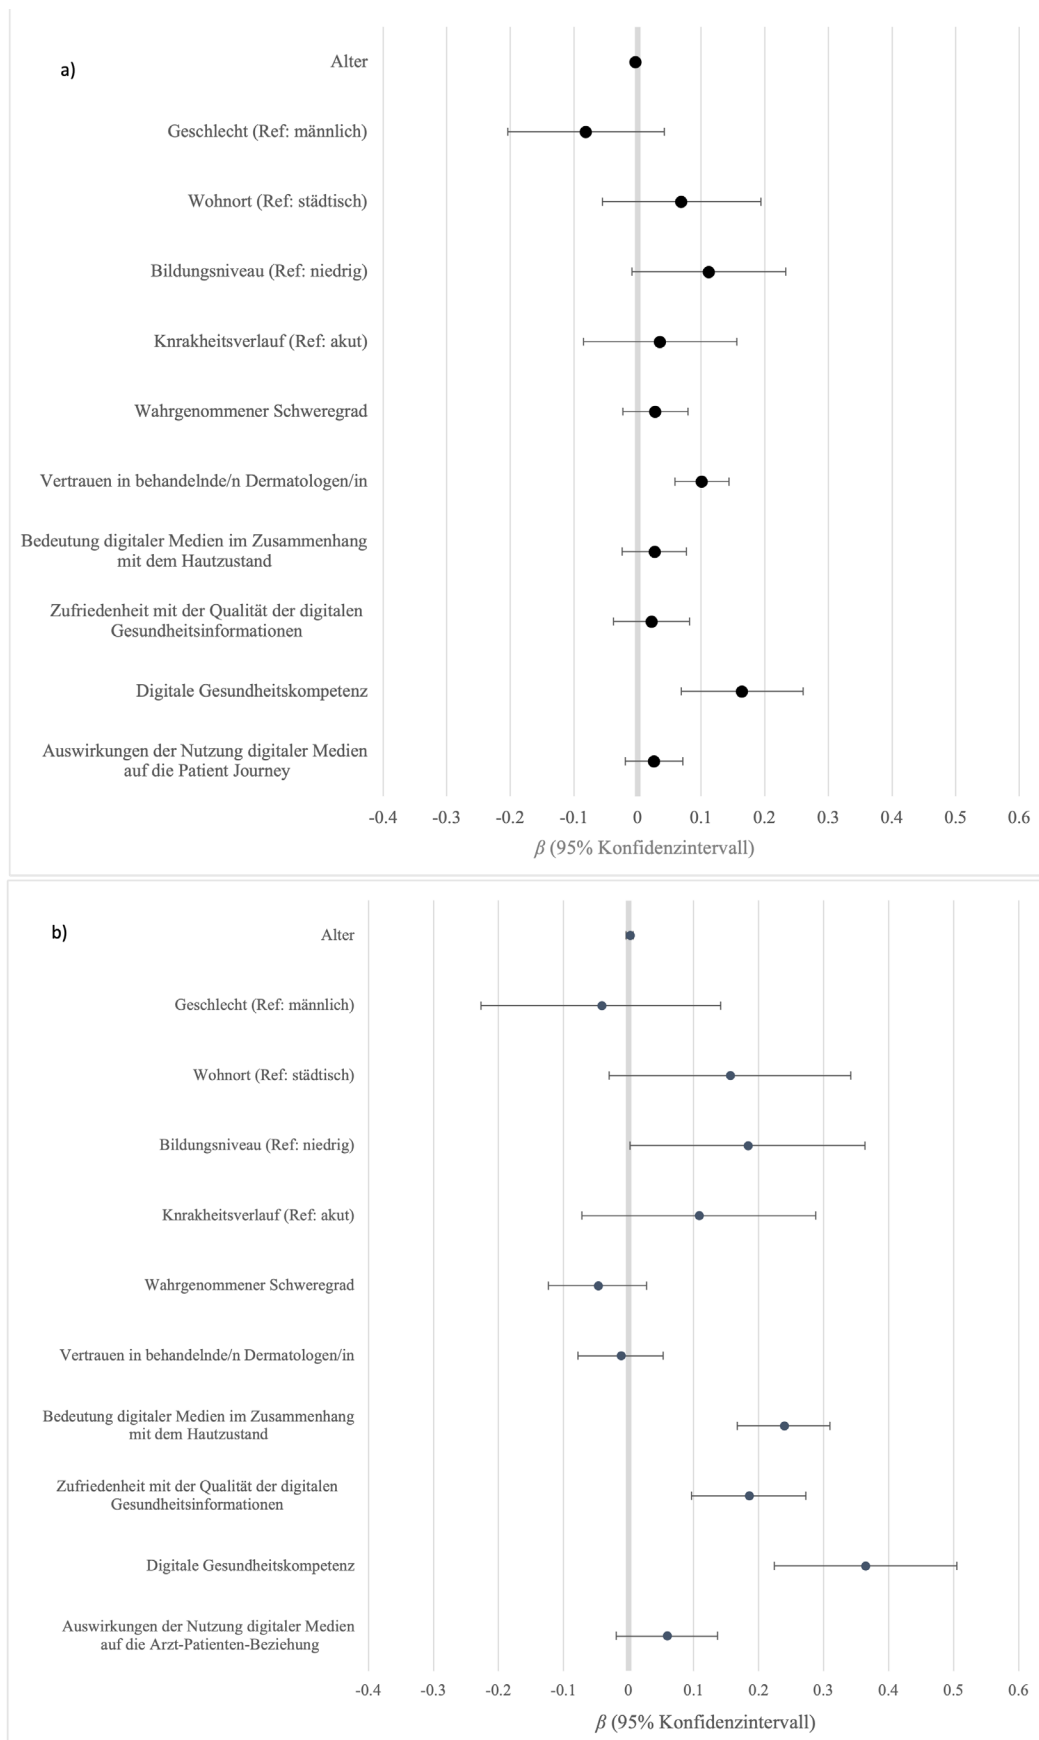 a)
Alter
Geschlecht (Ref: männlich)
Wohnort (Ref: städtisch)
Bildungsniveau (Ref: niedrig)
Knrakheitsverlauf (Ref: akut)
Wahrgenommener Schweregrad
Vertrauen in behandelnde/n Dermatologen/in
Bedeutung digitaler Medien im Zusammenhang
mit dem Hautzustand
Zufriedenheit mit der Qualität der digitalen
Gesundheitsinformationen
Digitale Gesundheitskompetenz
Auswirkungen der Nutzung digitaler Medien
auf die Patient Journey
-0.4 -0.3 -0.2 -0.1 0 0.1 0.2 0.3 0.4 0.5 0.6
β (95% Konfidenzintervall)
b)
Alter
Geschlecht (Ref: männlich)
Wohnort (Ref: städtisch)
Bildungsniveau (Ref: niedrig)
Knrakheitsverlauf (Ref: akut)
Wahrgenommener Schweregrad
Vertrauen in behandelnde/n Dermatologen/in
Bedeutung digitaler Medien im Zusammenhang
mit dem Hautzustand
Zufriedenheit mit der Qualität der digitalen
Gesundheitsinformationen
Digitale Gesundheitskompetenz
Auswirkungen der Nutzung digitaler Medien
auf die Arzt-Patienten-Beziehung
-0.4 -0.3 -0.2 -0.1 0 0.1 0.2 0.3 0.4 0.5 0.6
β (95% Konfidenzintervall)